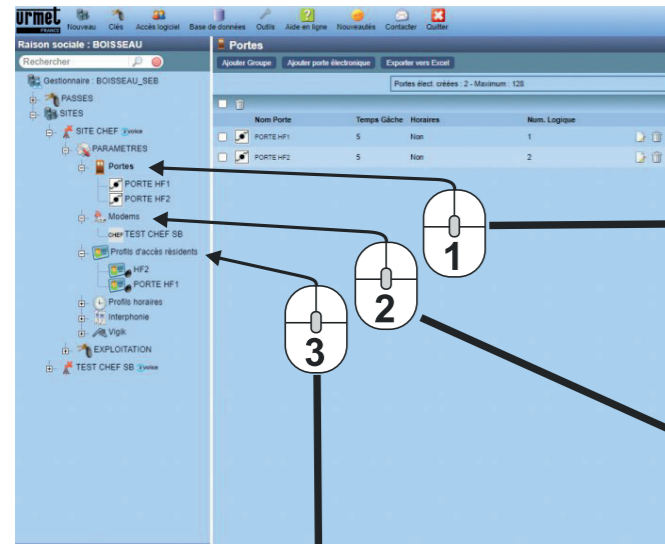 urmet
FRANCE
Nouveau Clés Accès logiciel Base de données Outils Aide en ligne Nouveautés Contacter Quitter
Raison sociale : BOISSEAU
Portes
Rechercher
Ajouter Groupe Ajouter porte électronique Exporter vers Excel
Gestionnaire : BOISSEAU_SEB
Portes élect. créées : 2 - Maximum : 128
PASSES
SITES
Nom Porte Temps Gâche Horaires Num. Logique
SITE CHEF
PORTE HF1 5 Non 1
PARAMETRES
PORTE HF2 5 Non 2
Portes
PORTE HF1
PORTE HF2
Modems
CHEF TEST CHEF SB
Profils d'accès résidents
HF2
PORTE HF1
Profils horaires
Interphonie
Vigik
EXPLOITATION
TEST CHEF SB
1
2
3